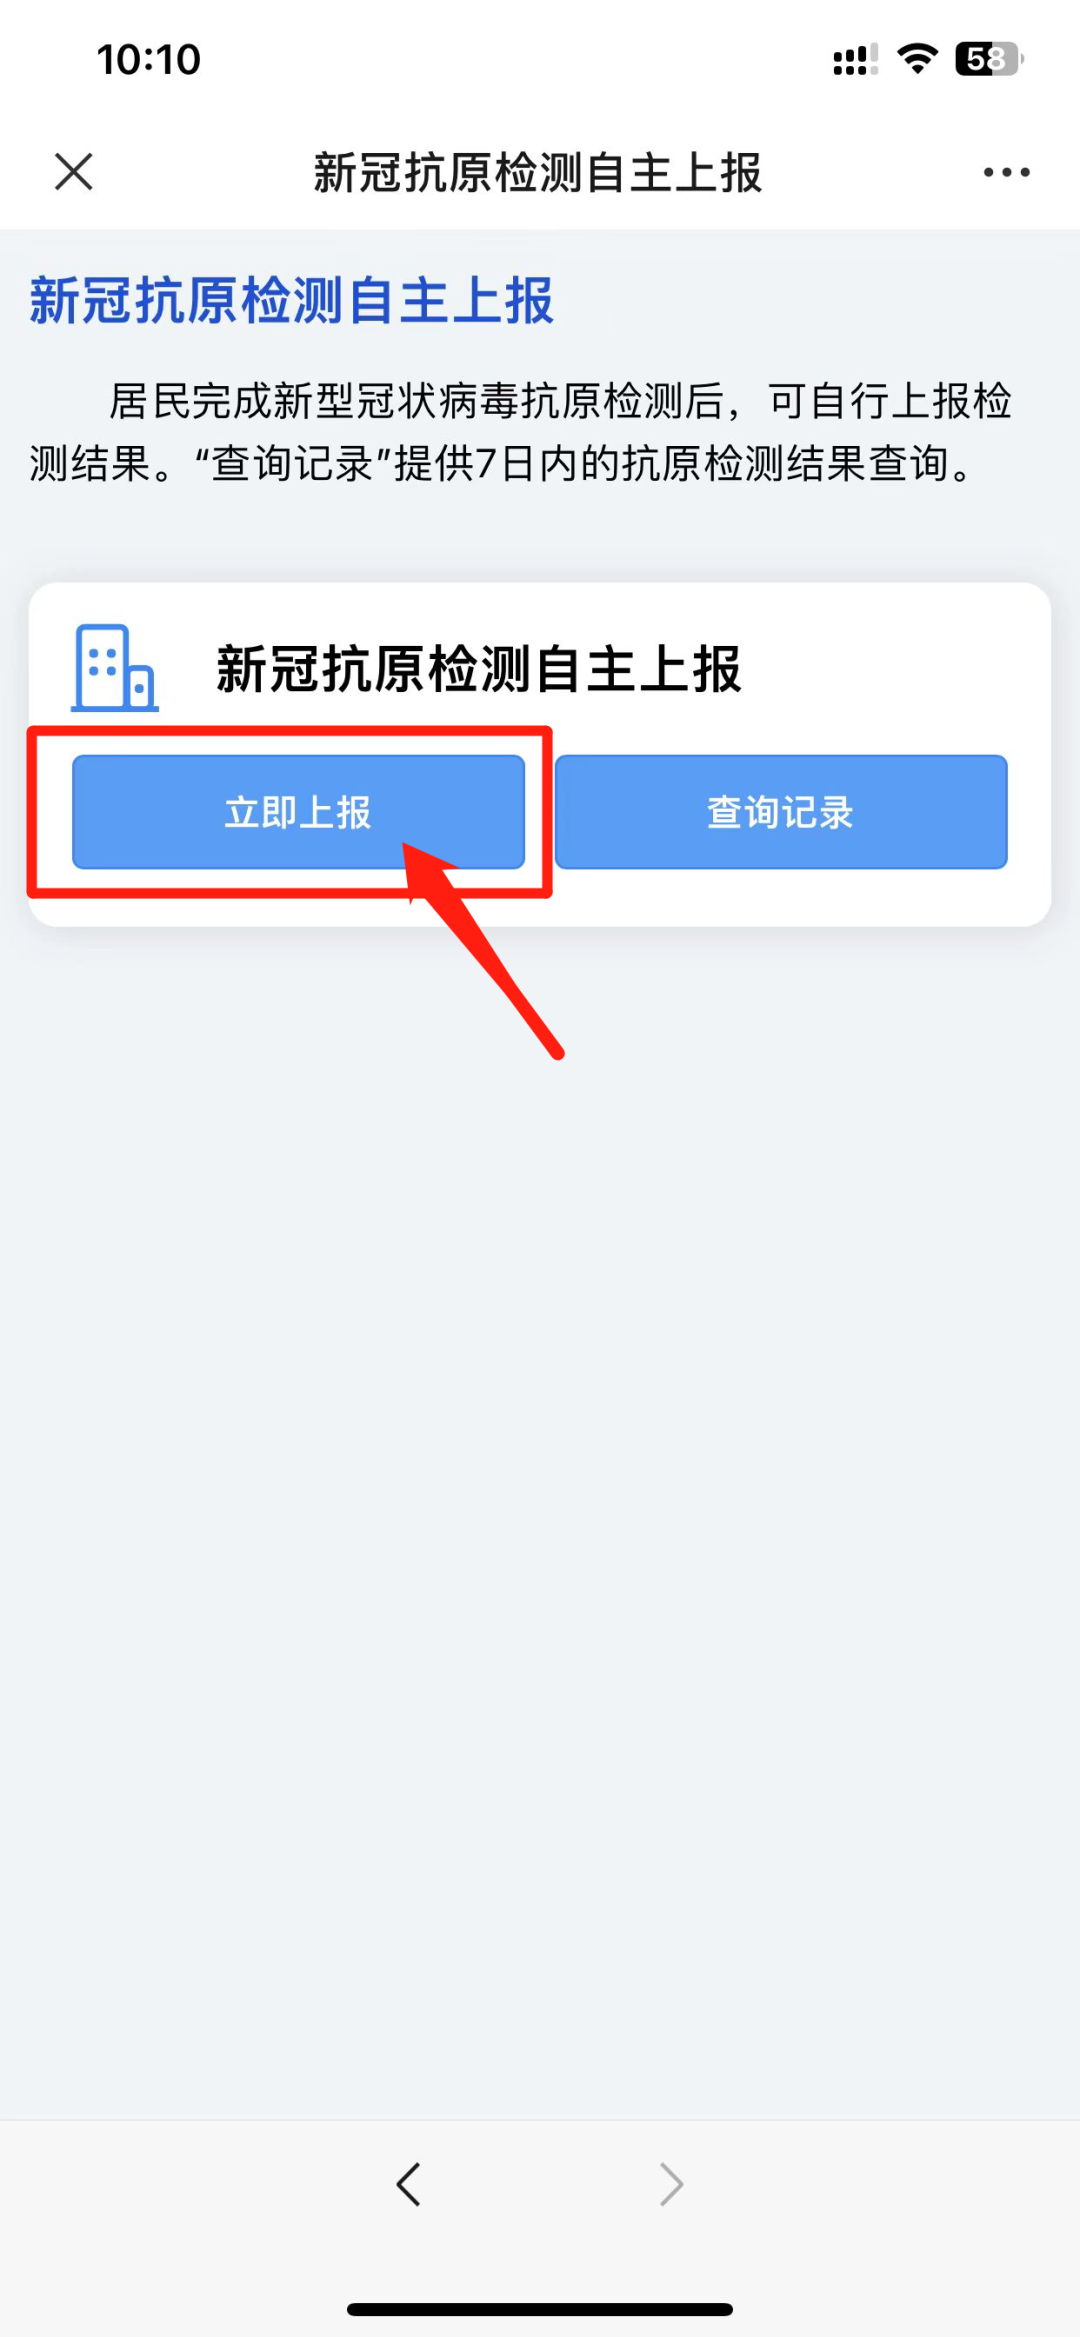 10:10
58
新冠抗原检测自主上报
新冠抗原检测自主上报
居民完成新型冠状病毒抗原检测后，可自行上报检
测结果。“查询记录”提供7日内的抗原检测结果查询。
新冠抗原检测自主上报
立即上报
查询记录